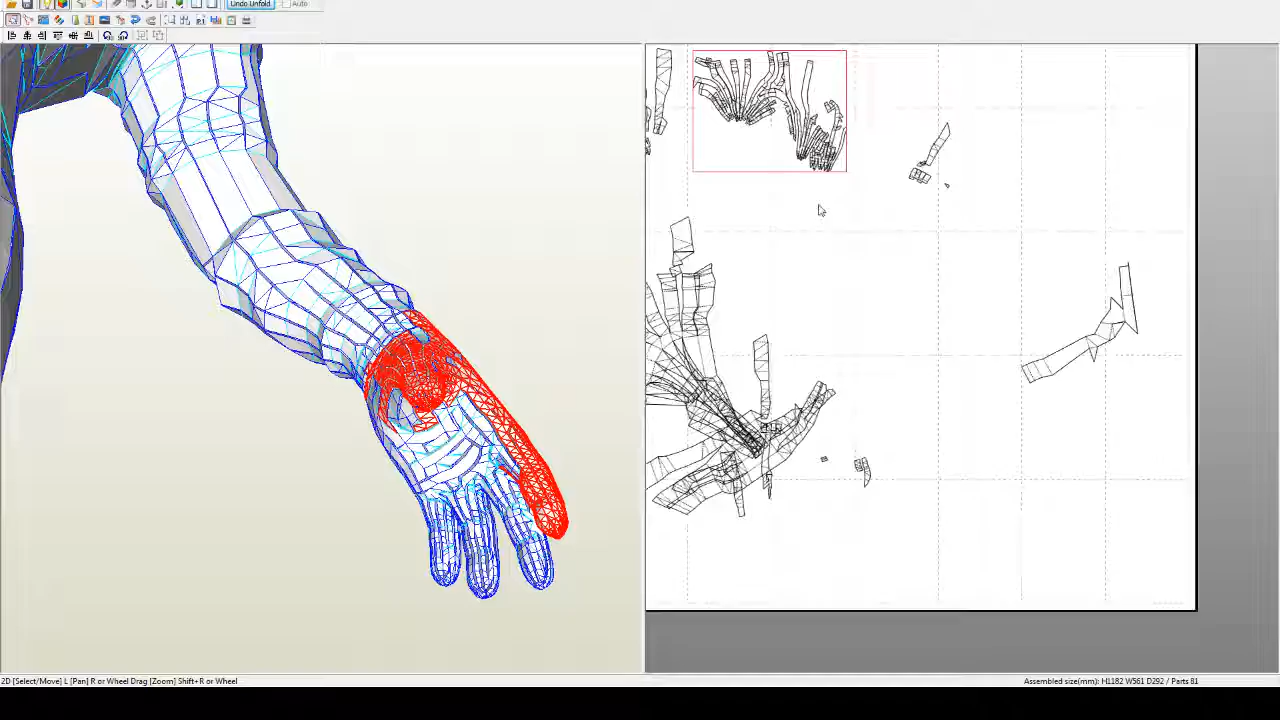 Undo Unfold
Auto
2D [Select/Move] L [Pan] R or Wheel Drag [Zoom] Shift+R or Wheel
Assembled size(mm): H1182 W561 D292 / Parts 81